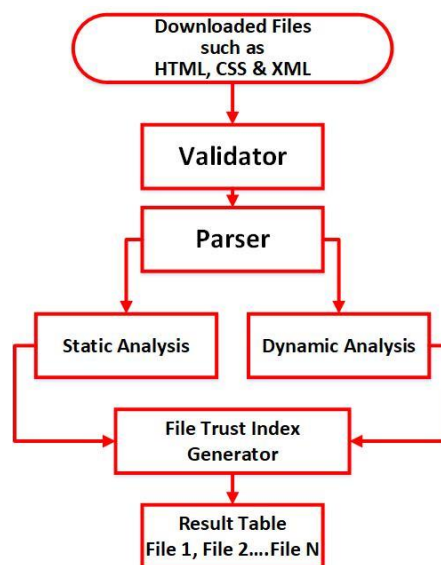 Downloaded Files
such as
HTML, CSS & XML
Validator
Parser
Static Analysis
Dynamic Analysis
File Trust Index
Generator
Result Table
File 1, File 2....File N